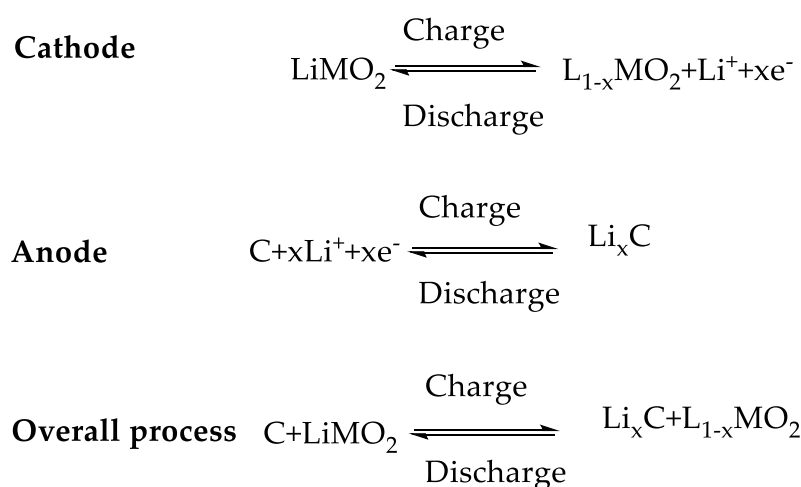 Cathode
Charge
LiMO₂ ⇌ L₁₋ₓMO₂+Li⁺+xe⁻
Discharge
Charge
Anode C+xLi⁺+xe⁻ ⇌ LiₓC
Discharge
Charge
Overall process C+LiMO₂ ⇌ LiₓC+L₁₋ₓMO₂
Discharge